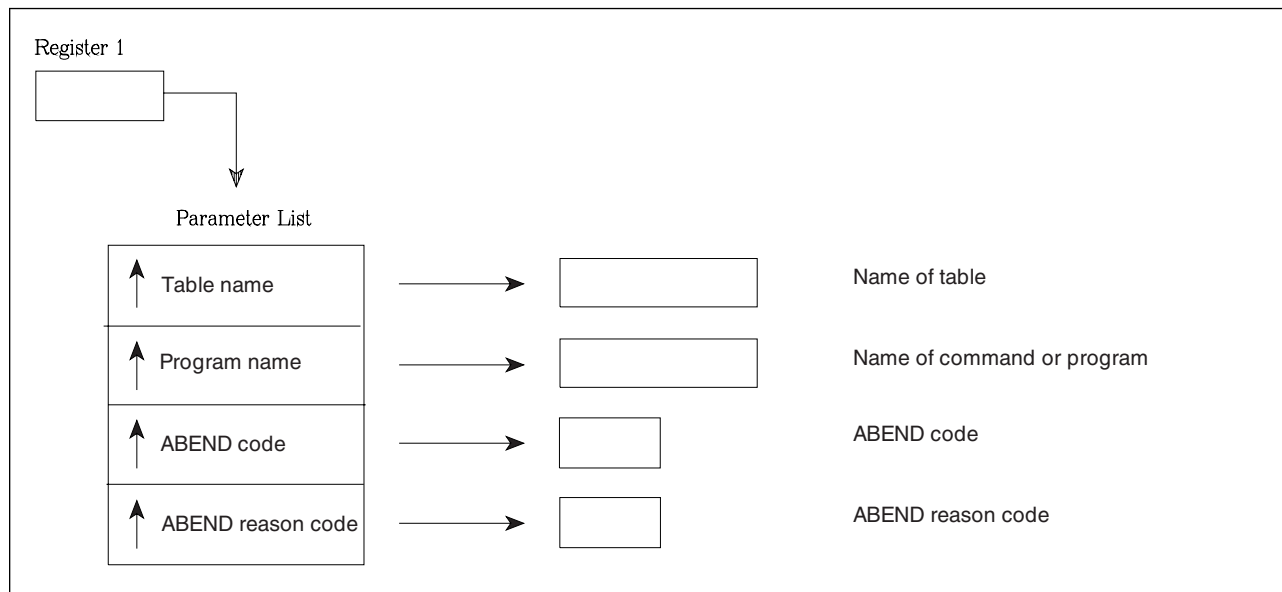 Register 1
Parameter List
Table name
Name of table
Program name
Name of command or program
ABEND code
ABEND code
ABEND reason code
ABEND reason code